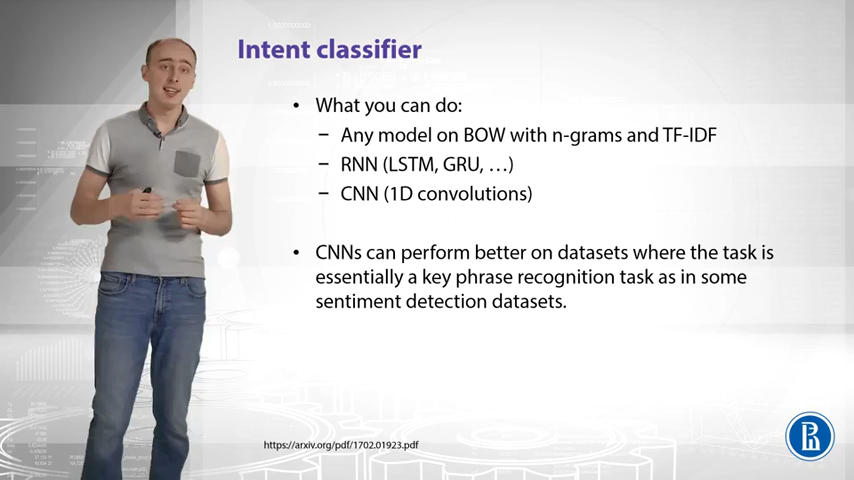 Intent classifier
• What you can do:
– Any model on BOW with n-grams and TF-IDF
– RNN (LSTM, GRU, …)
– CNN (1D convolutions)
• CNNs can perform better on datasets where the task is
essentially a key phrase recognition task as in some
sentiment detection datasets.
https://arxiv.org/pdf/1702.01923.pdf